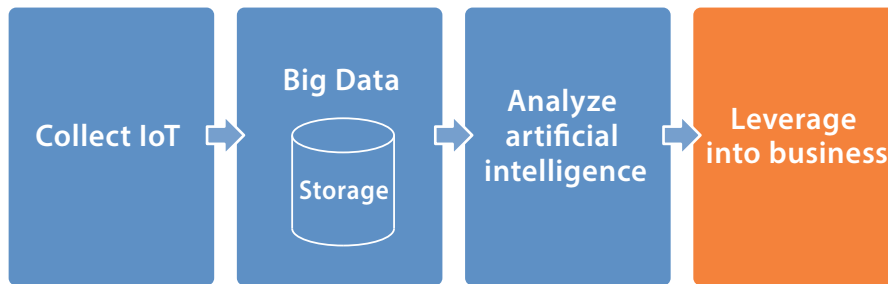 Collect IoT
Big Data
Storage
Analyze
artificial
intelligence
Leverage
into business